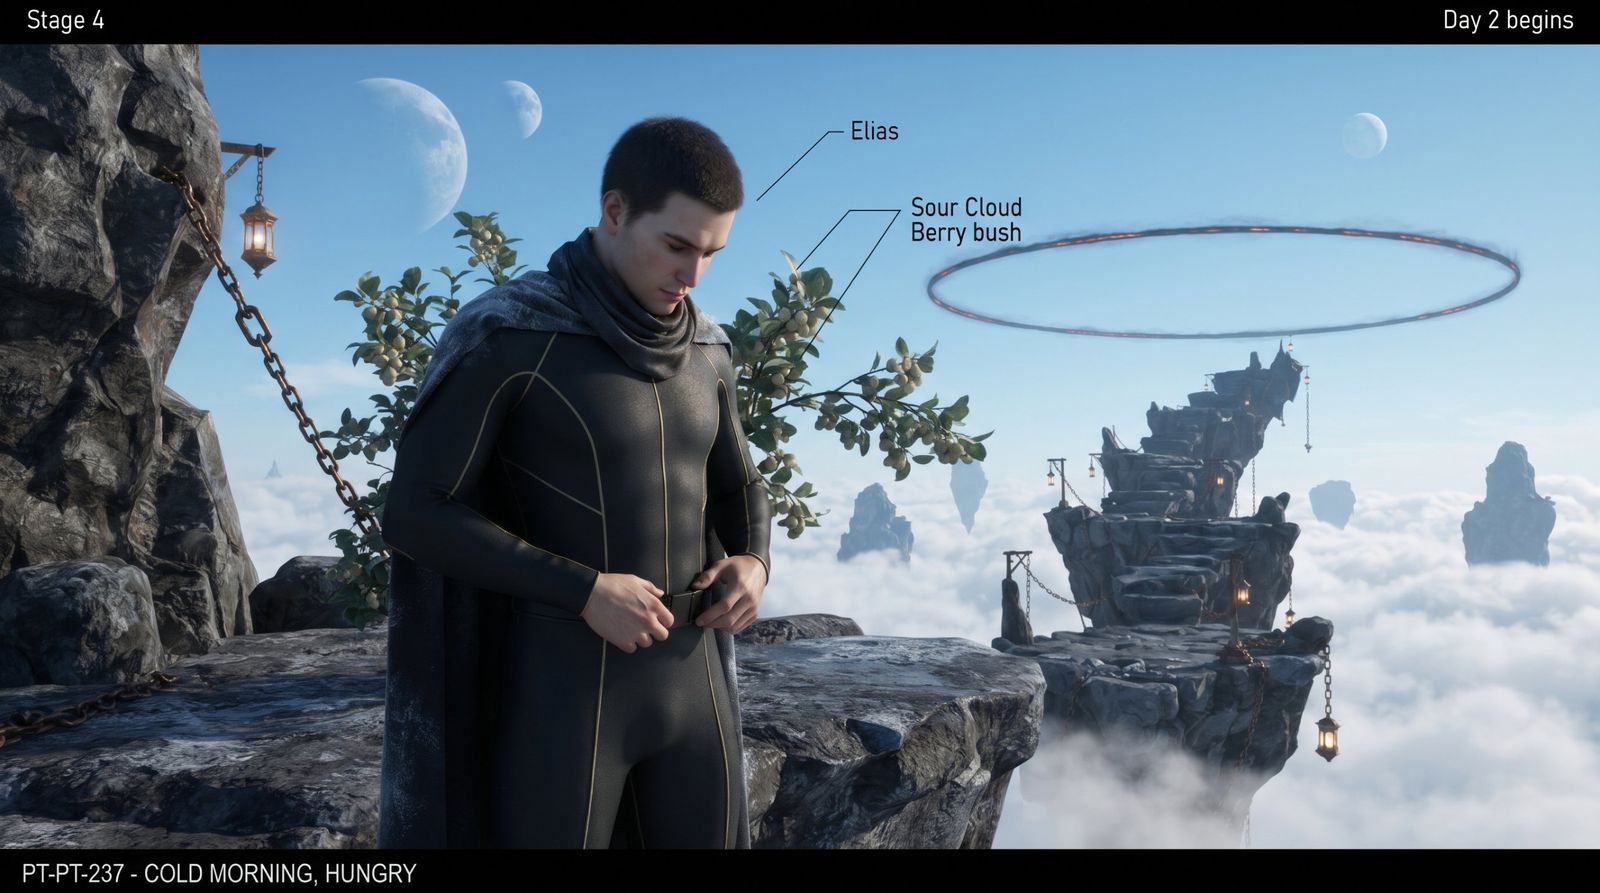 Stage 4
Day 2 begins
Elias
Sour Cloud
Berry bush
PT-PT-237 - COLD MORNING, HUNGRY